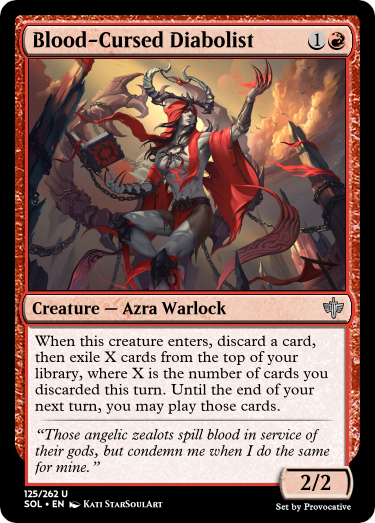 Blood-Cursed Diabolist 1
Creature — Azra Warlock
When this creature enters, discard a card,
then exile X cards from the top of your
library, where X is the number of cards you
discarded this turn. Until the end of your
next turn, you may play those cards.
“Those angelic zealots spill blood in service of
their gods, but condemn me when I do the same
for mine.”
2/2
125/262 U
SOL • EN Kati StarSoulArt
Set by Provocative